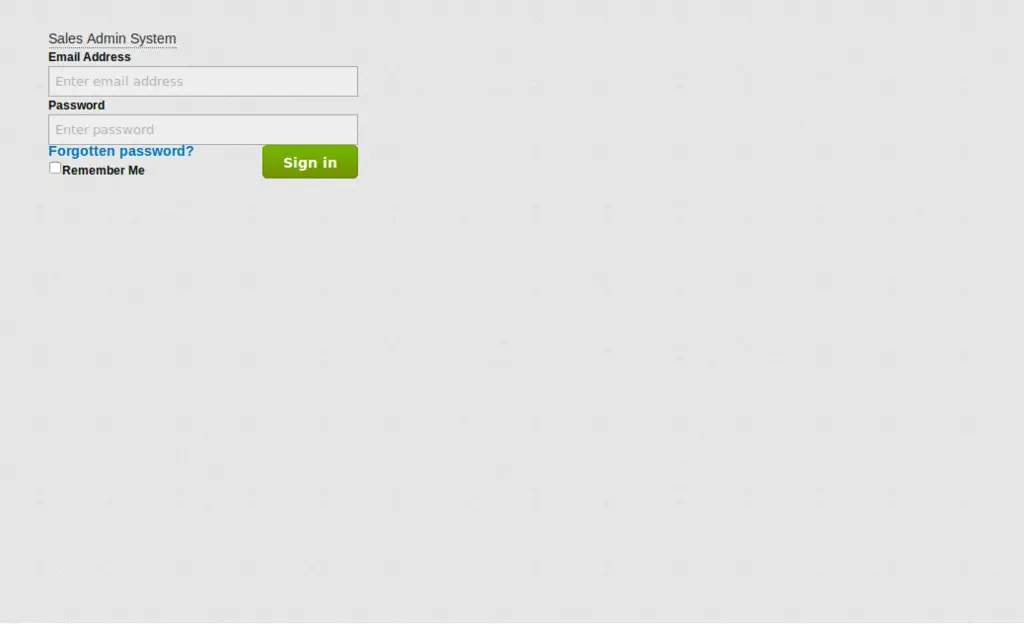 Sales Admin System
Email Address
Enter email address
Password
Enter password
Forgotten password?
Remember Me
Sign in